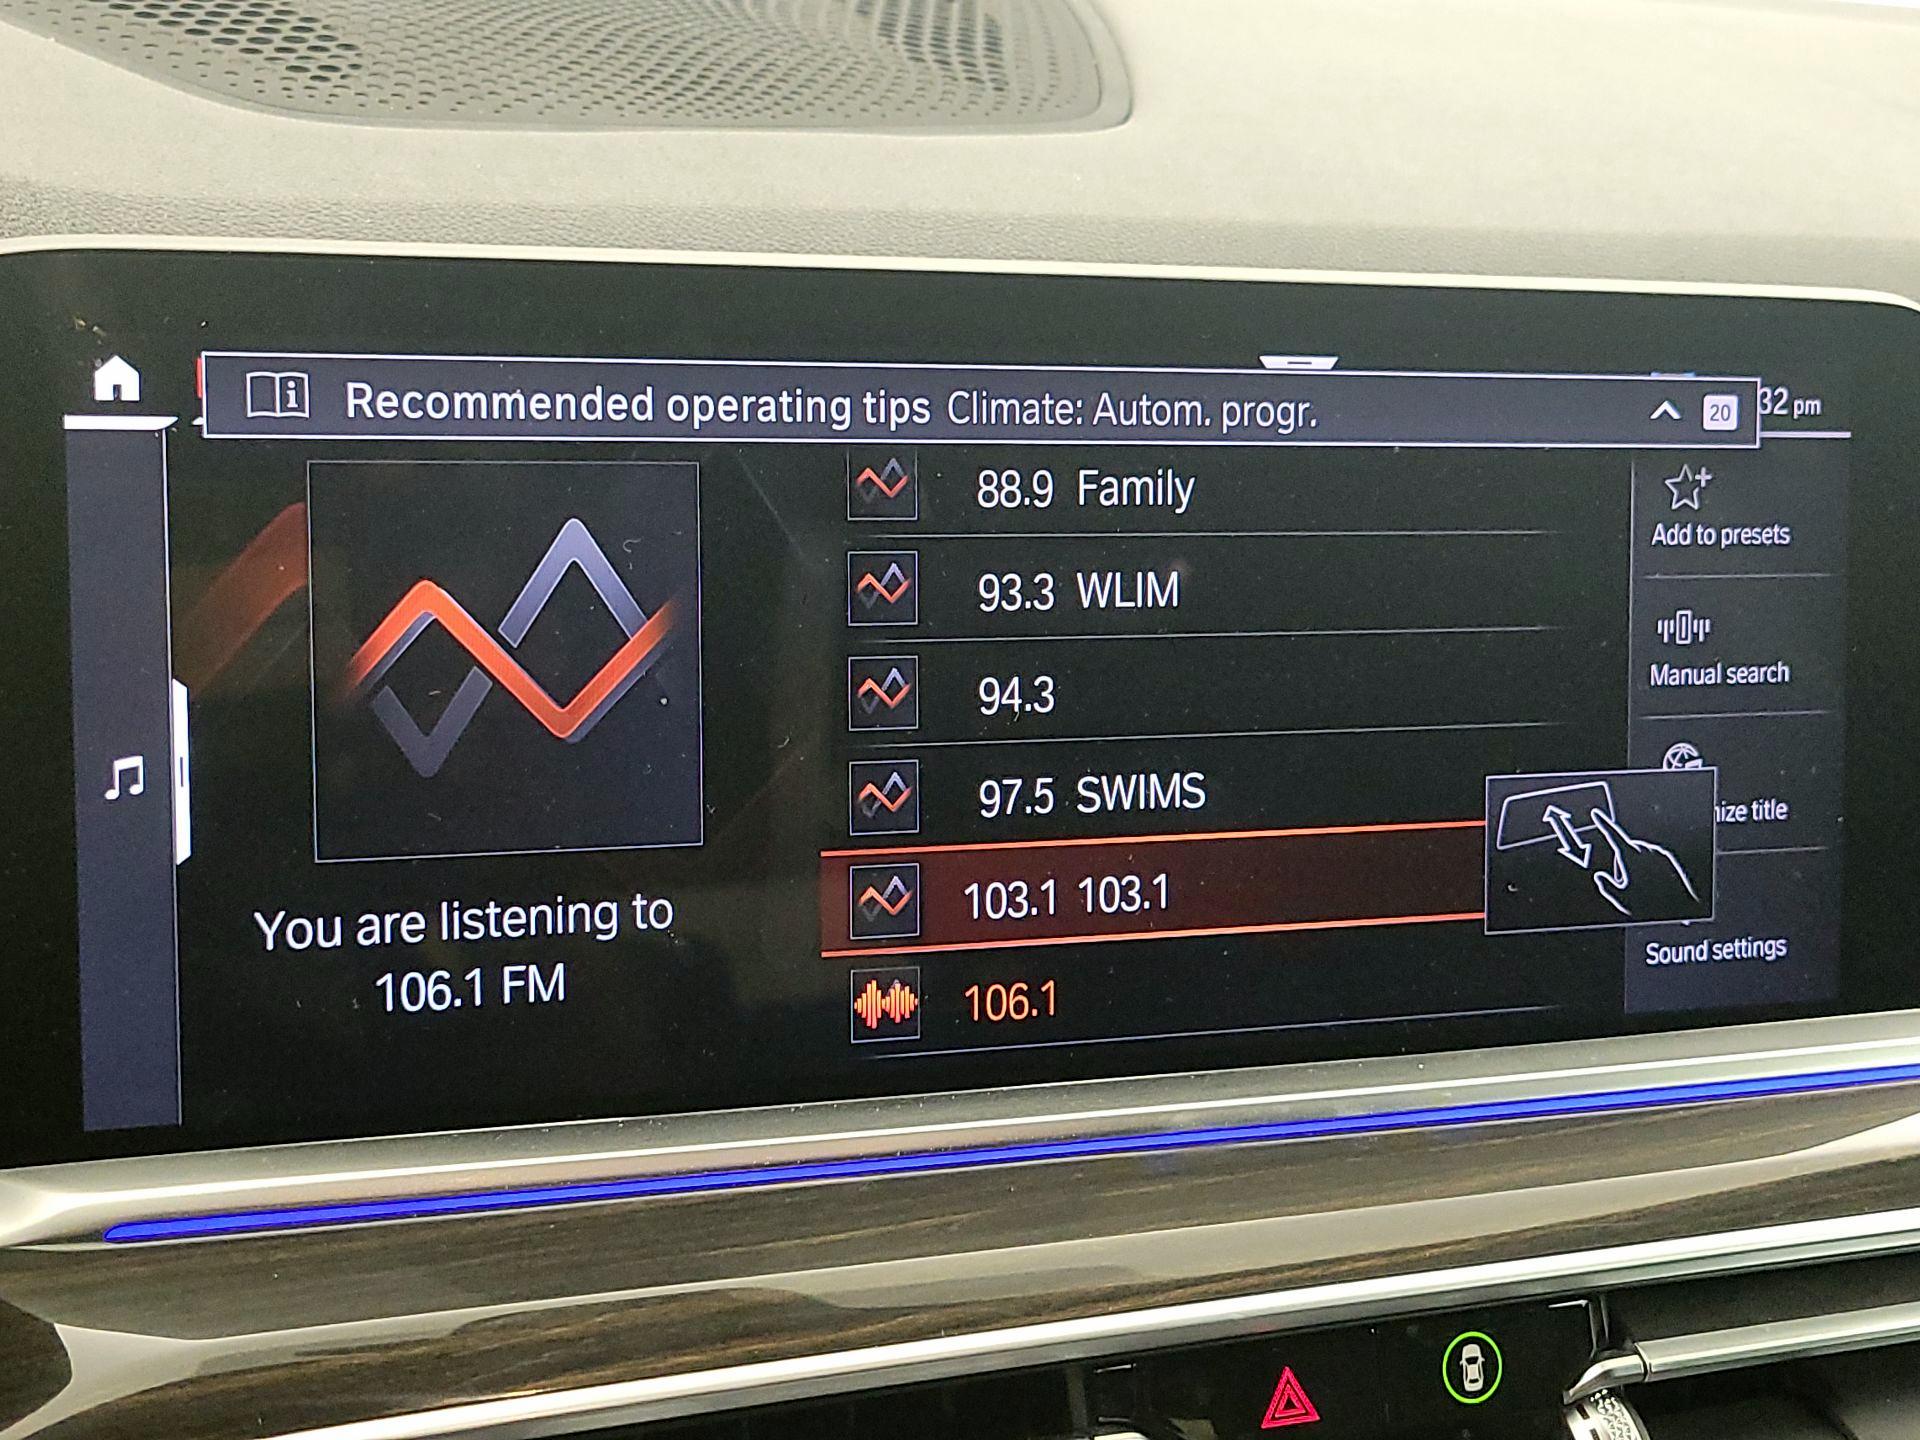 Recommended operating tips Climate: Autom. progr.
20
32 pm
88.9 Family
93.3 WLIM
94.3
97.5 SWIMS
103.1 103.1
106.1
You are listening to
106.1 FM
Add to presets
Manual search
ize title
Sound settings